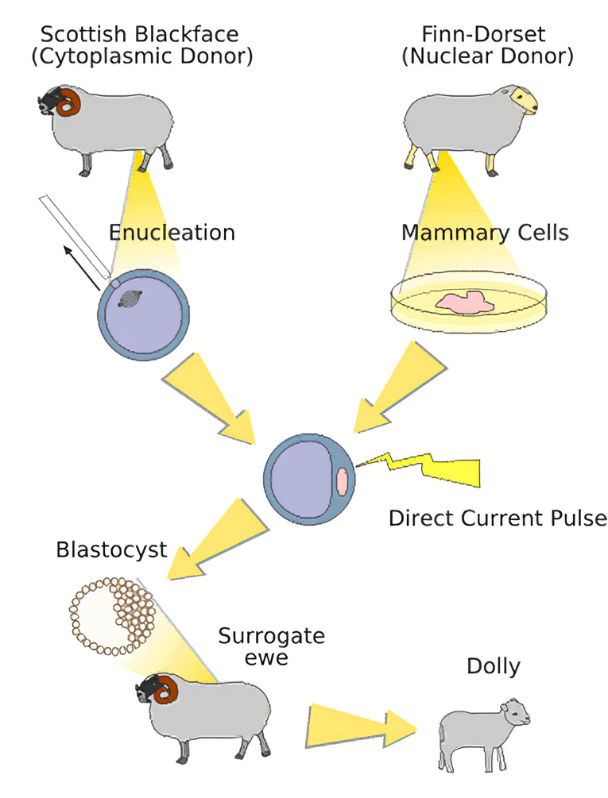 Scottish Blackface
(Cytoplasmic Donor)
Finn-Dorset
(Nuclear Donor)
Enucleation
Mammary Cells
Direct Current Pulse
Blastocyst
Surrogate
ewe
Dolly